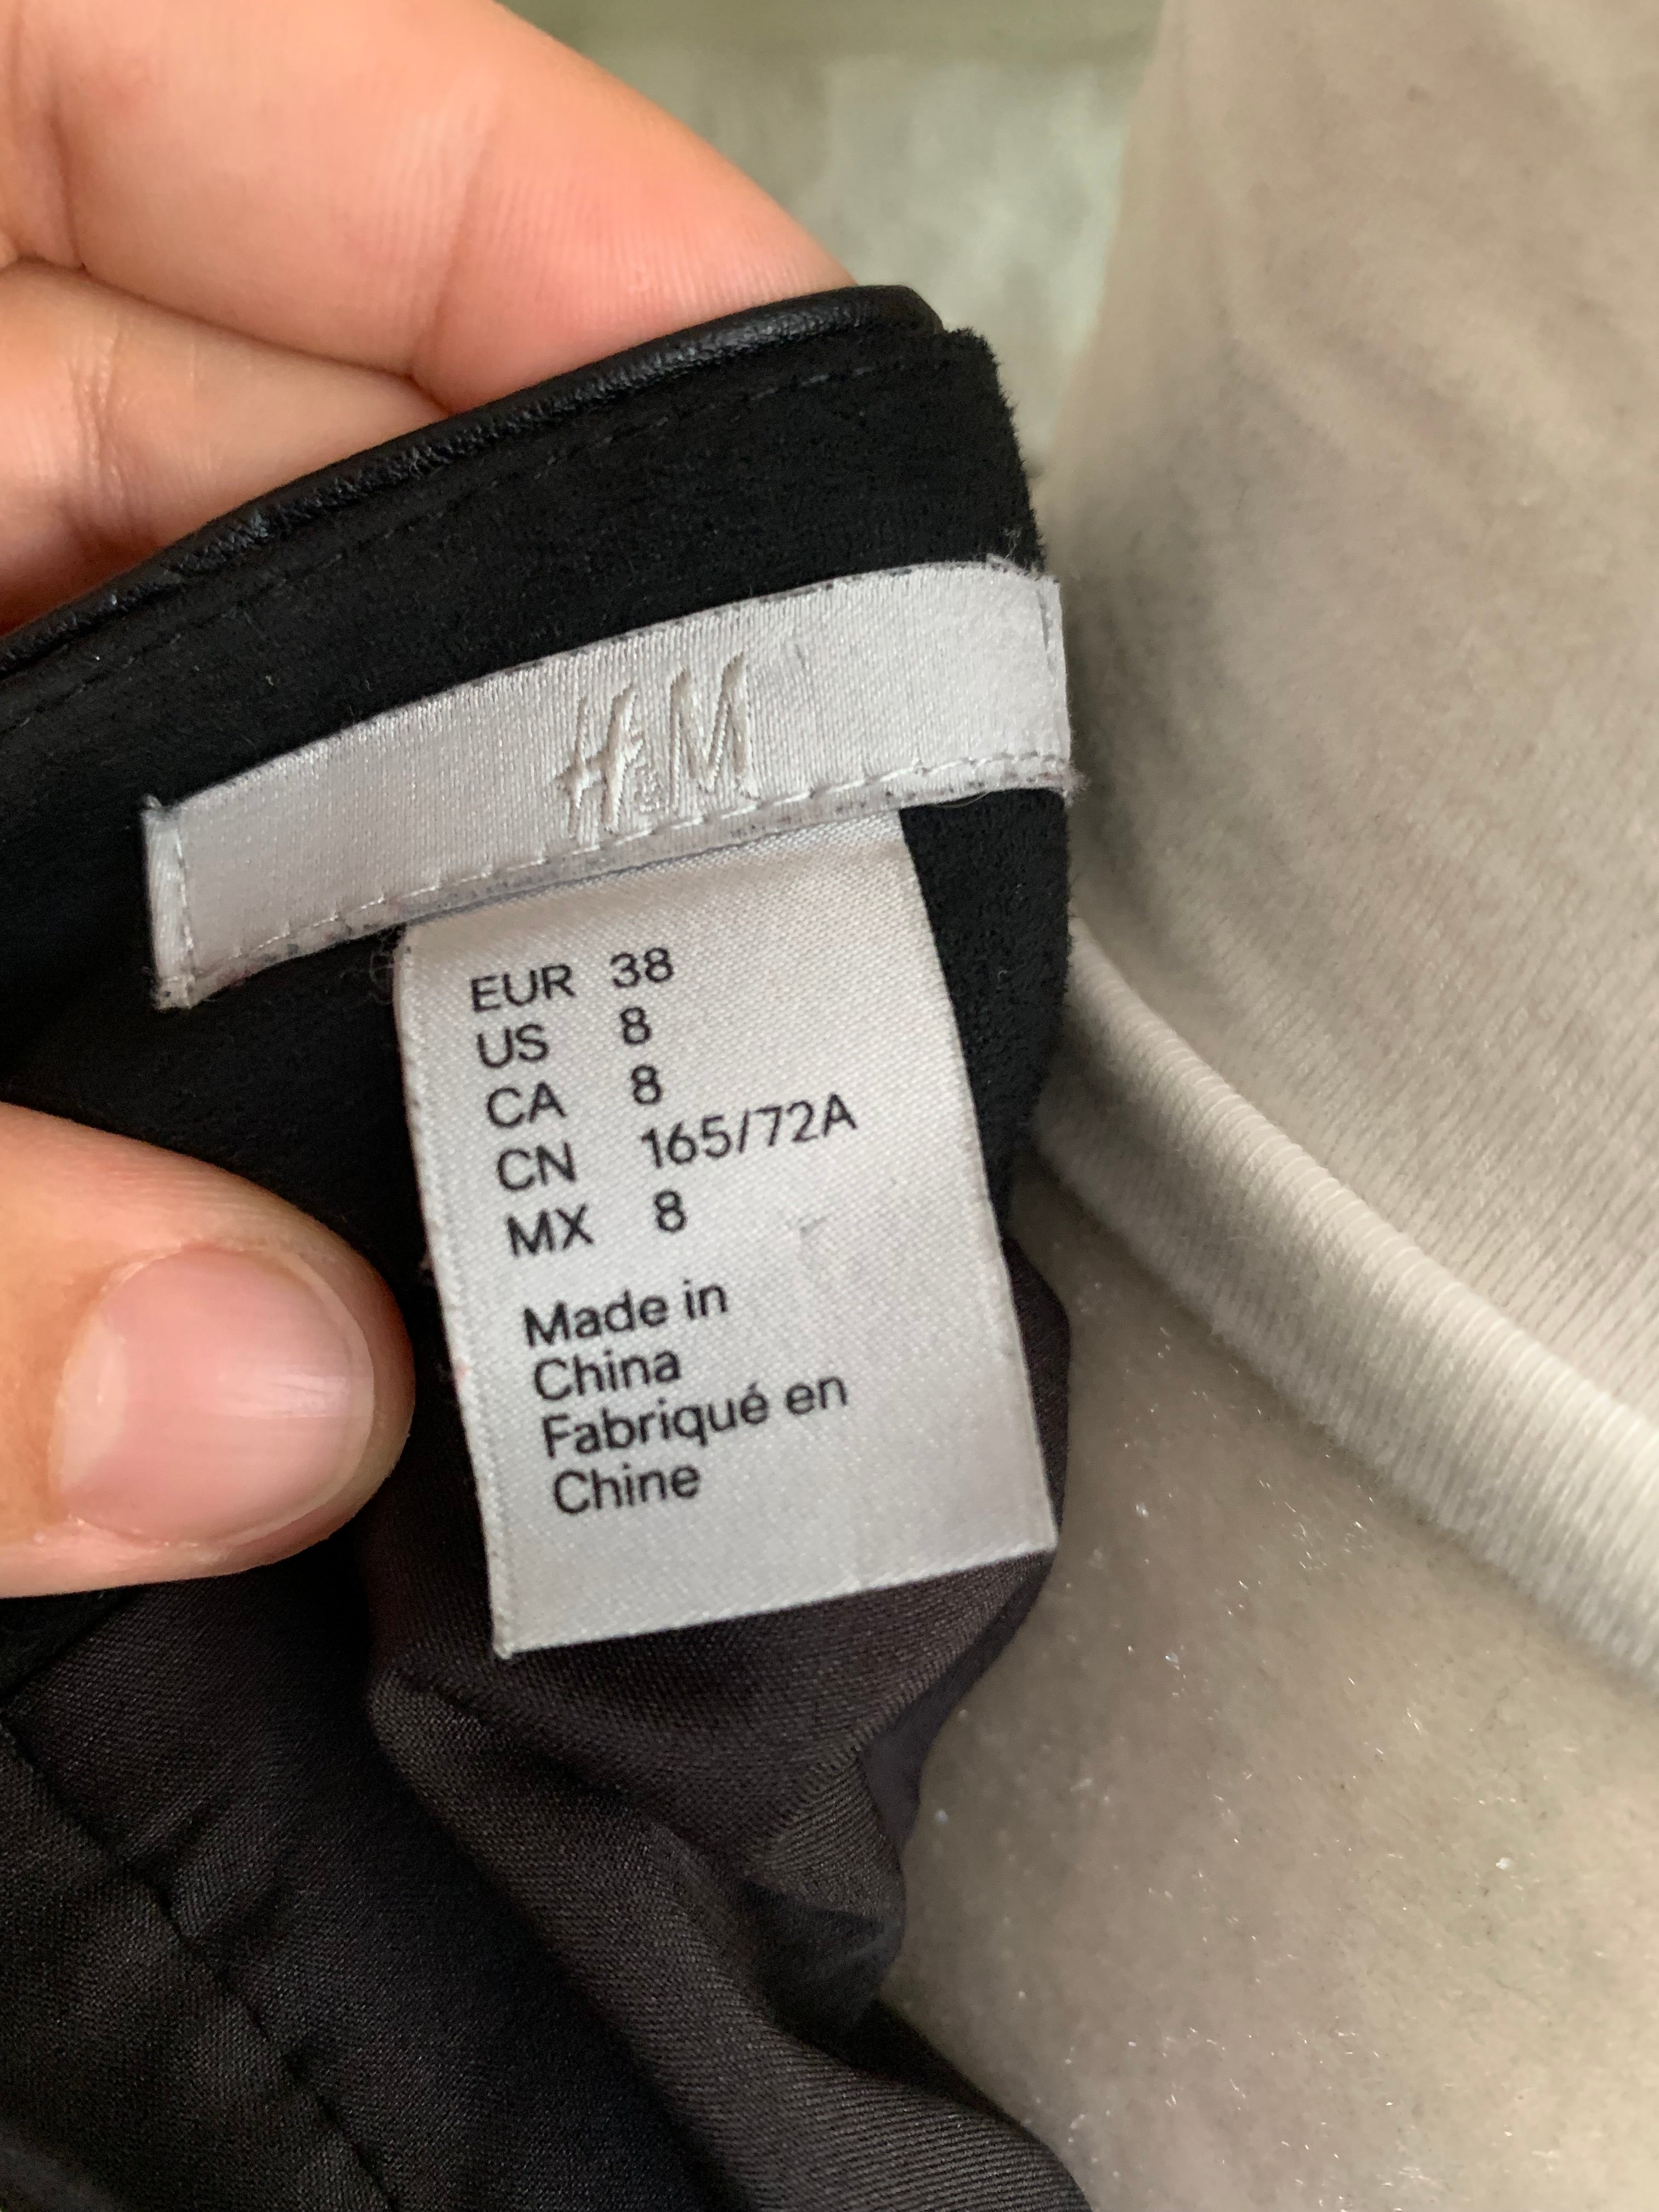 H&M
EUR 38
US 8
CA 8
CN 165/72A
MX 8
Made in
China
Fabriqué en
Chine